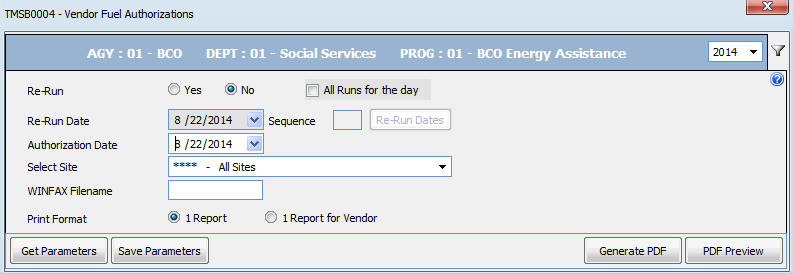 TMSB0004 - Vendor Fuel Authorizations
AGY : 01 - BCO DEPT : 01 - Social Services PROG : 01 - BCO Energy Assistance 2014
Re-Run Yes No All Runs for the day
Re-Run Date 8 /22/2014 Sequence Re-Run Dates
Authorization Date 8 /22/2014
Select Site **** - All Sites
WINFAX Filename
Print Format 1 Report 1 Report for Vendor
Get Parameters Save Parameters Generate PDF PDF Preview